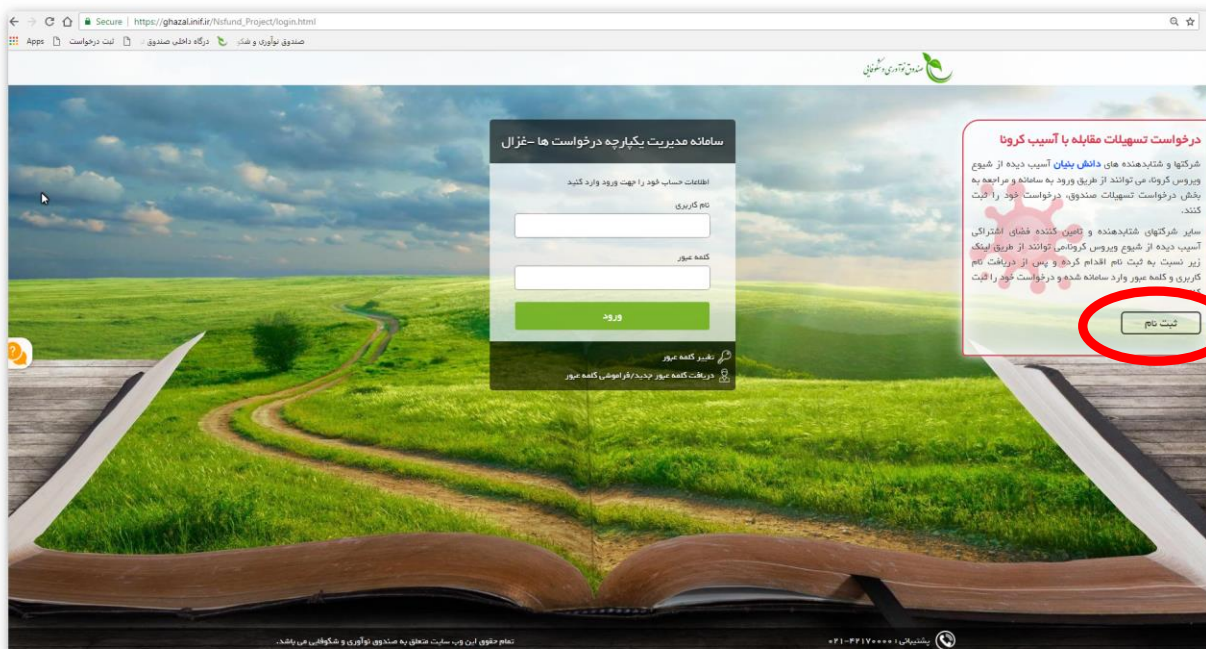 Secure | https://ghazal.inif.ir/Nsfund_Project/login.html
Apps ثبت درخواست درگاه داخلی صندوق ن صندوق نوآوری و شکو
صندوق نوآوری و شکوفایی
سامانه مدیریت یکپارچه درخواست ها -غزال
اطلاعات حساب خود را جهت ورود وارد کنید
نام کاربری
کلمه عبور
ورود
تغییر کلمه عبور
دریافت کلمه عبور جدید/فراموشی کلمه عبور
درخواست تسهیلات مقابله با آسیب کرونا
شرکتها و شتابدهنده های دانش بنیان آسیب دیده از شیوع
ویروس کرونا، می توانند از طریق ورود به سامانه و مراجعه به
بخش درخواست تسهیلات صندوق، درخواست خود را ثبت
کنند.
سایر شرکتهای شتابدهنده و تامین کننده فضای اشتراکی
آسیب دیده از شیوع ویروس کرونا،می توانند از طریق لینک
زیر نسبت به ثبت نام اقدام کرده و پس از دریافت نام
کاربری و کلمه عبور وارد سامانه شده و درخواست خود را ثبت
ثبت نام
تمام حقوق این وب سایت متعلق به صندوق نوآوری و شکوفایی می باشد.
پشتیبانی : ۴۲۱۷۰۰۰۰-۰۲۱